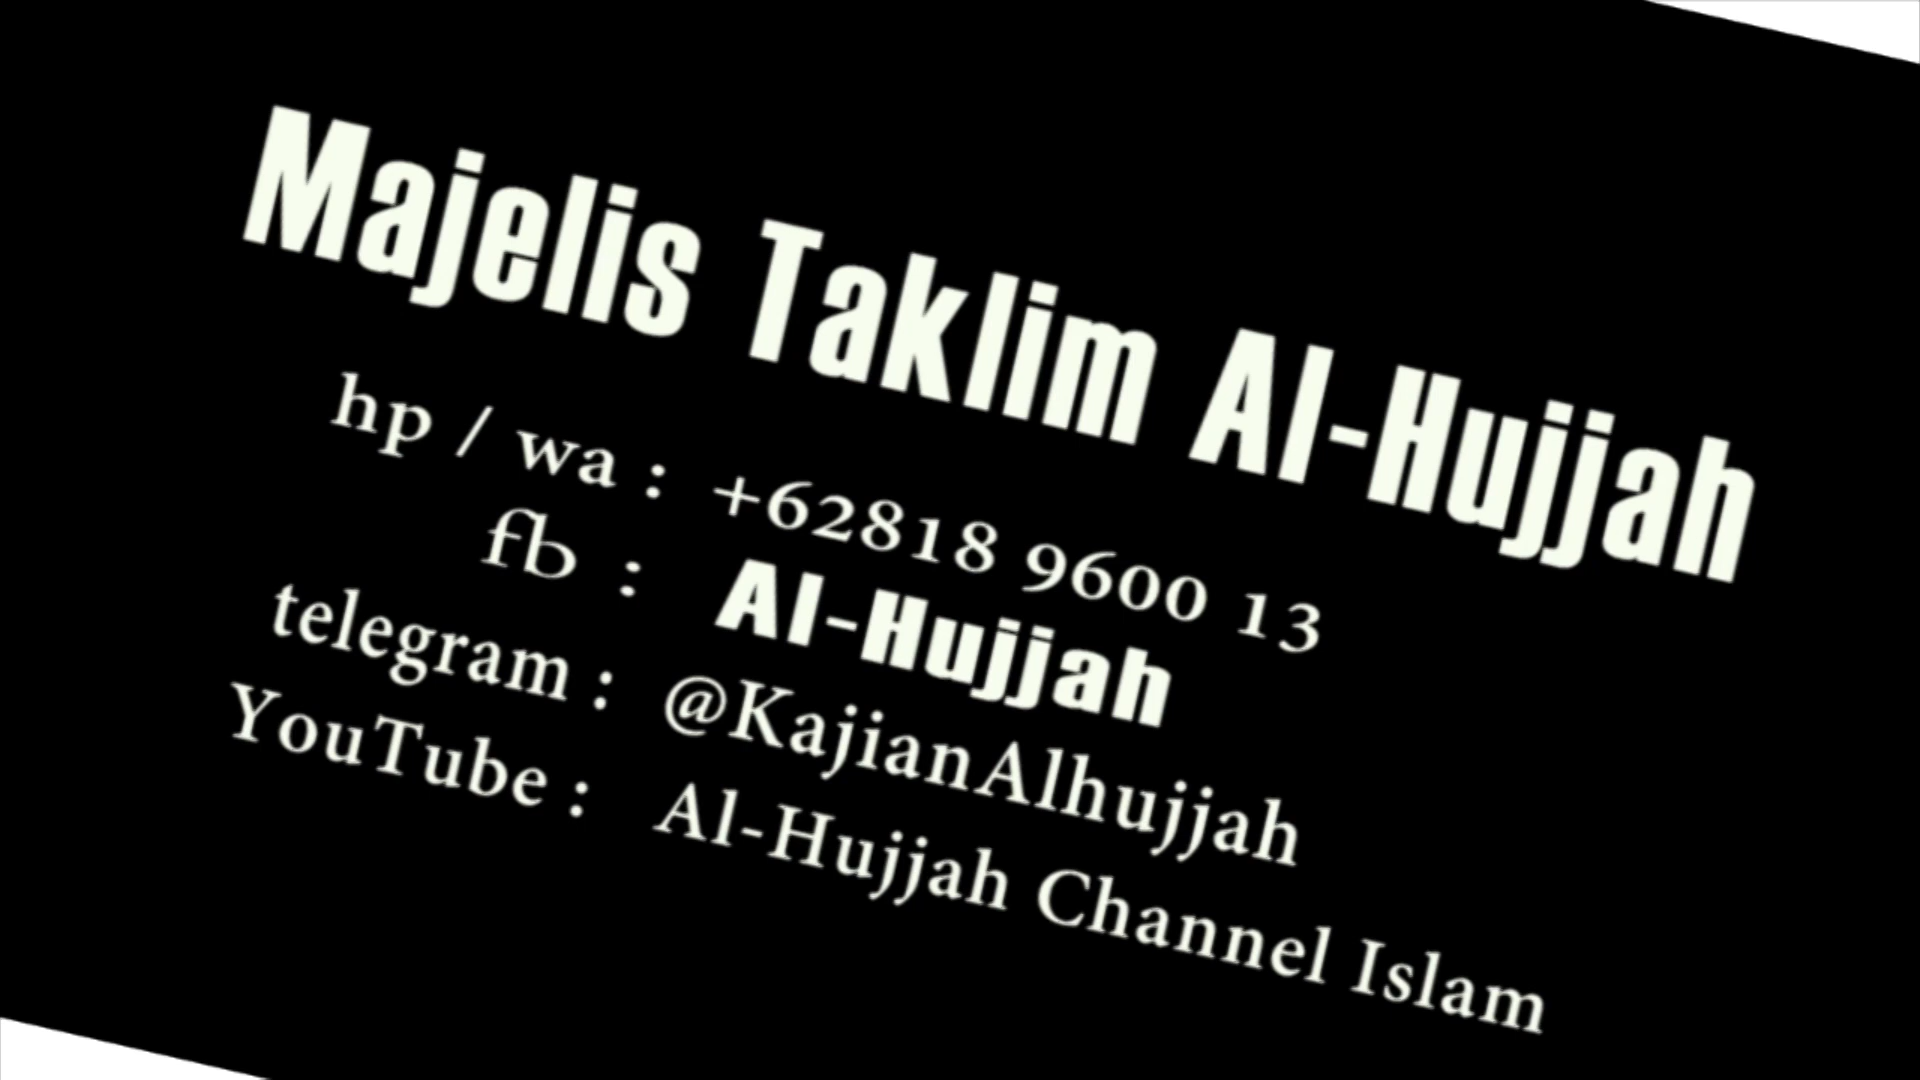 Majelis Taklim Al-Hujjah
hp / wa : +62818 9600 13
fb : Al-Hujjah
telegram : @KajianAlhujjah
YouTube : Al-Hujjah Channel Islam